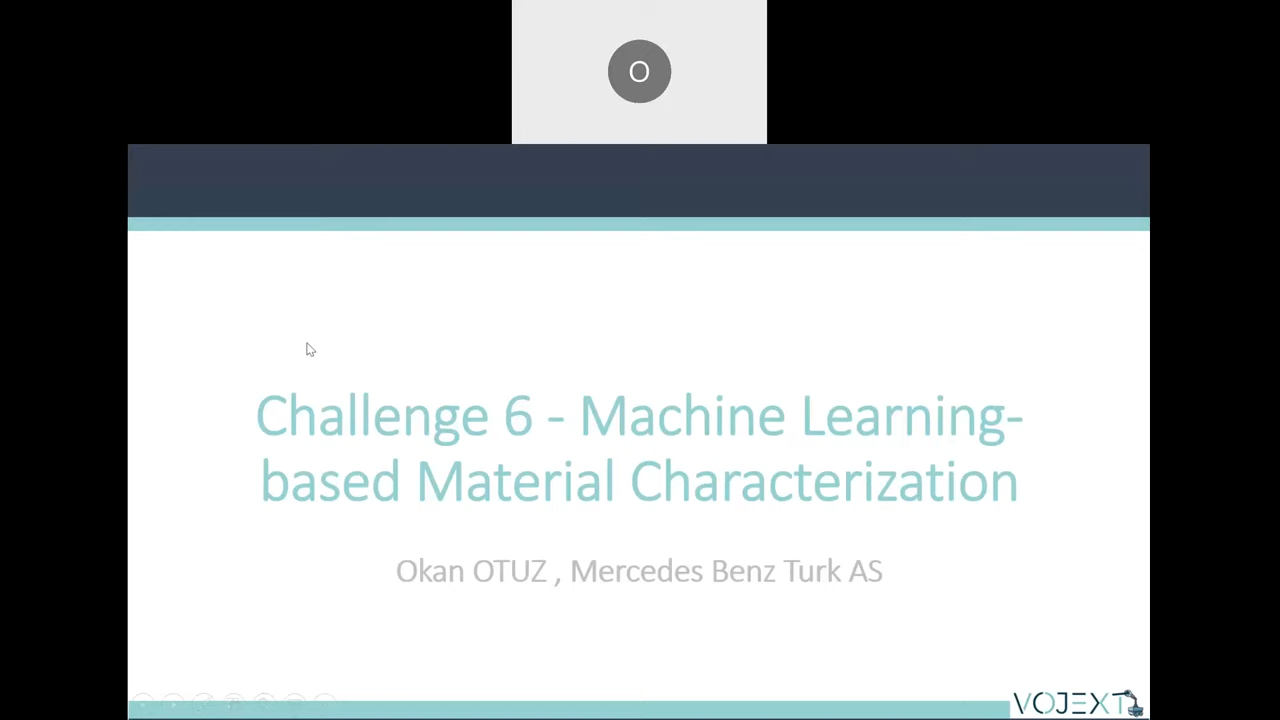 O
Challenge 6 - Machine Learning-
based Material Characterization
Okan OTUZ , Mercedes Benz Turk AS
VOJEXT